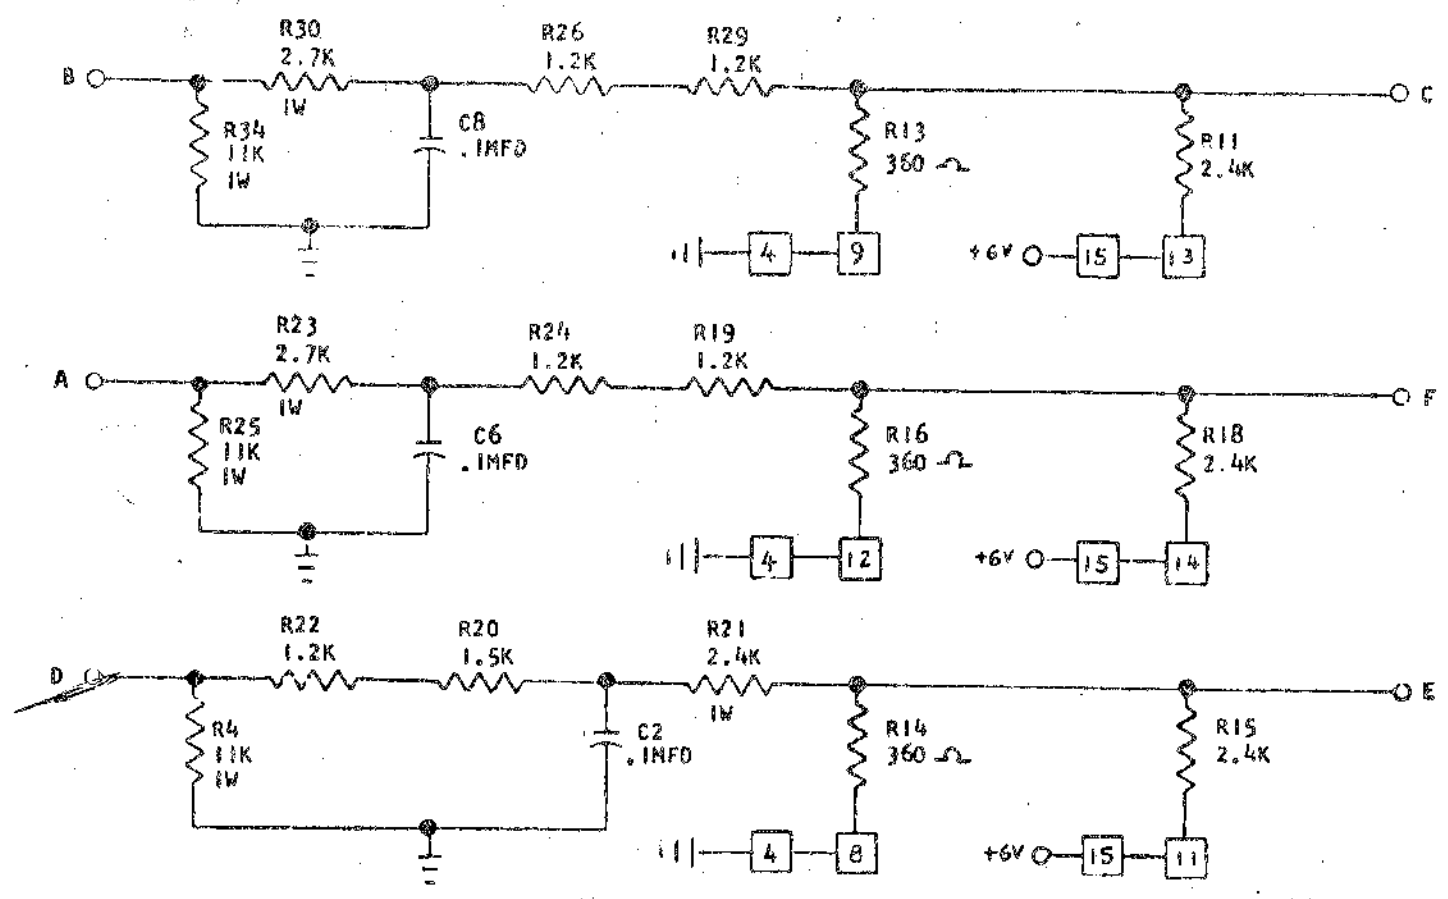 R30
2.7K
1W
R26
1.2K
R29
1.2K
B
C
R34
11K
1W
C8
.1MFD
R13
360 Ω
R11
2.4K
4
9
+6V
15
13
R23
2.7K
1W
R24
1.2K
R19
1.2K
A
F
R25
11K
1W
C6
.1MFD
R16
360 Ω
R18
2.4K
4
12
+6V
15
14
R22
1.2K
R20
1.5K
R21
2.4K
1W
D
E
R4
11K
1W
C2
.1MFD
R14
360 Ω
R15
2.4K
4
8
+6V
15
11